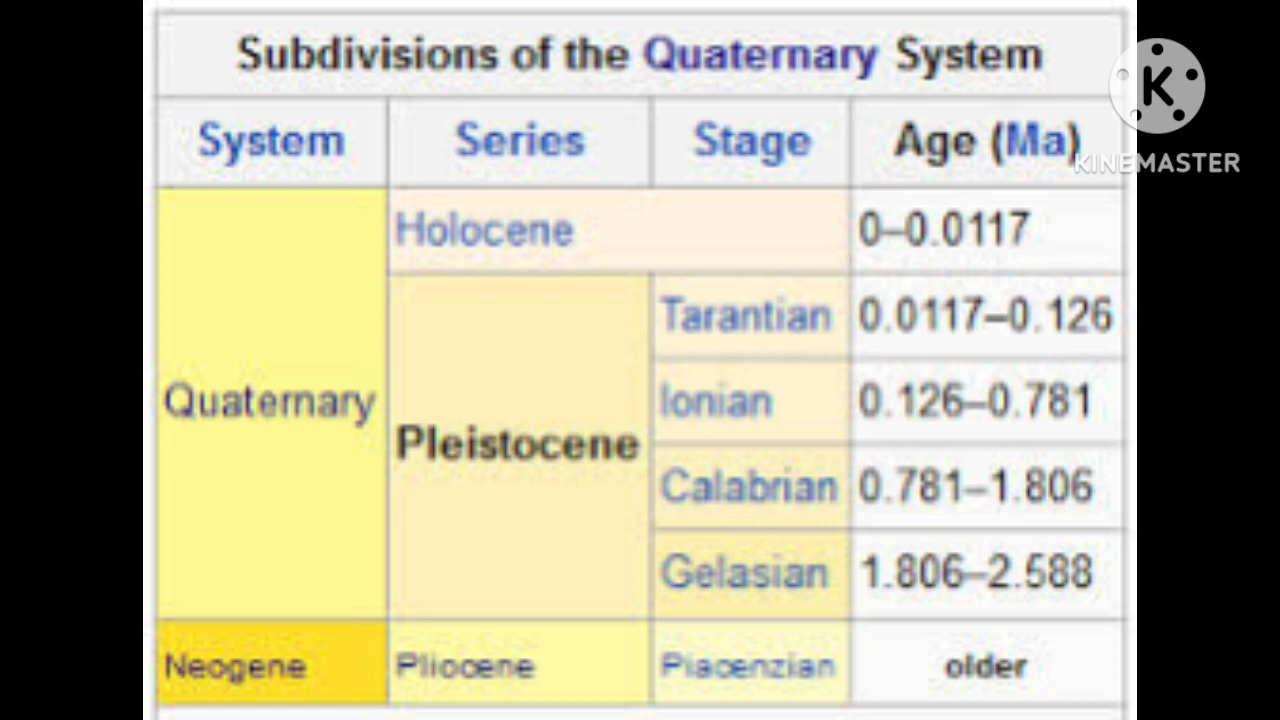 Subdivisions of the Quaternary System
System Series Stage Age (Ma)
K
KINEMASTER
Holocene 0–0.0117
Tarantian 0.0117–0.126
Quaternary Ionian 0.126–0.781
Pleistocene
Calabrian 0.781–1.806
Gelasian 1.806–2.588
Neogene Pliocene Piacenzian older